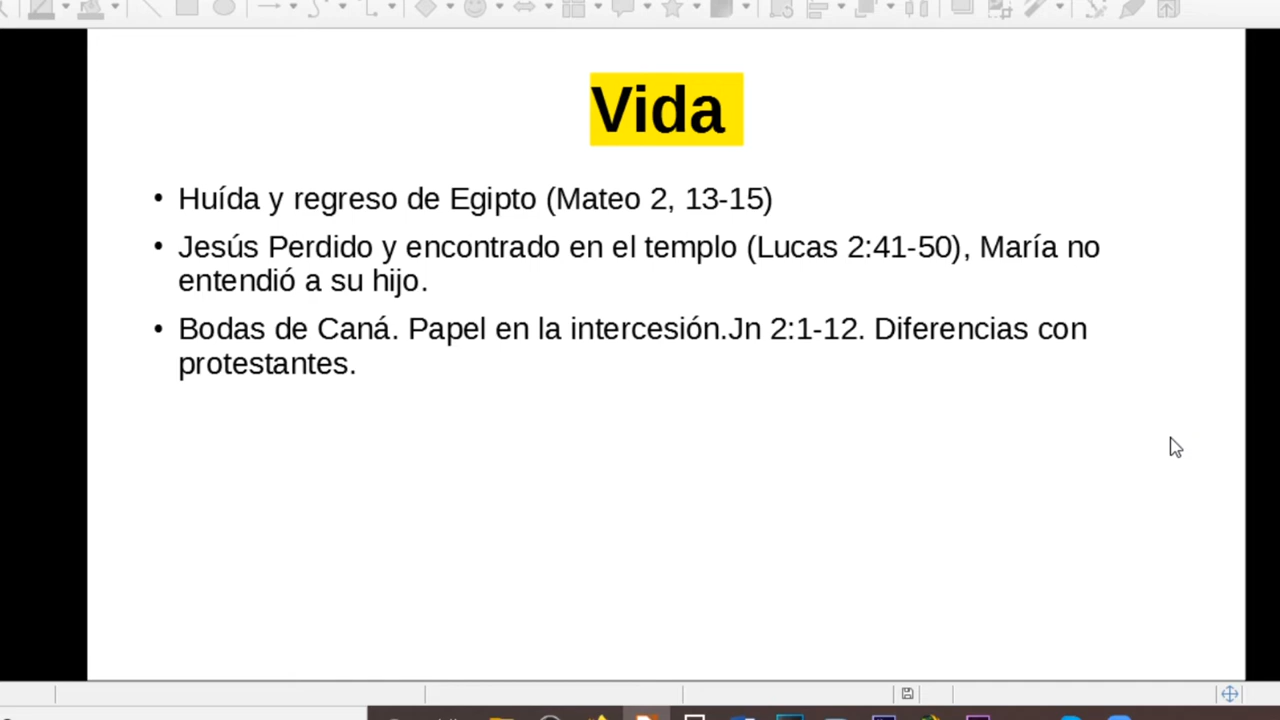 Vida
• Huída y regreso de Egipto (Mateo 2, 13-15)
• Jesús Perdido y encontrado en el templo (Lucas 2:41-50), María no
entendió a su hijo.
• Bodas de Caná. Papel en la intercesión.Jn 2:1-12. Diferencias con
protestantes.